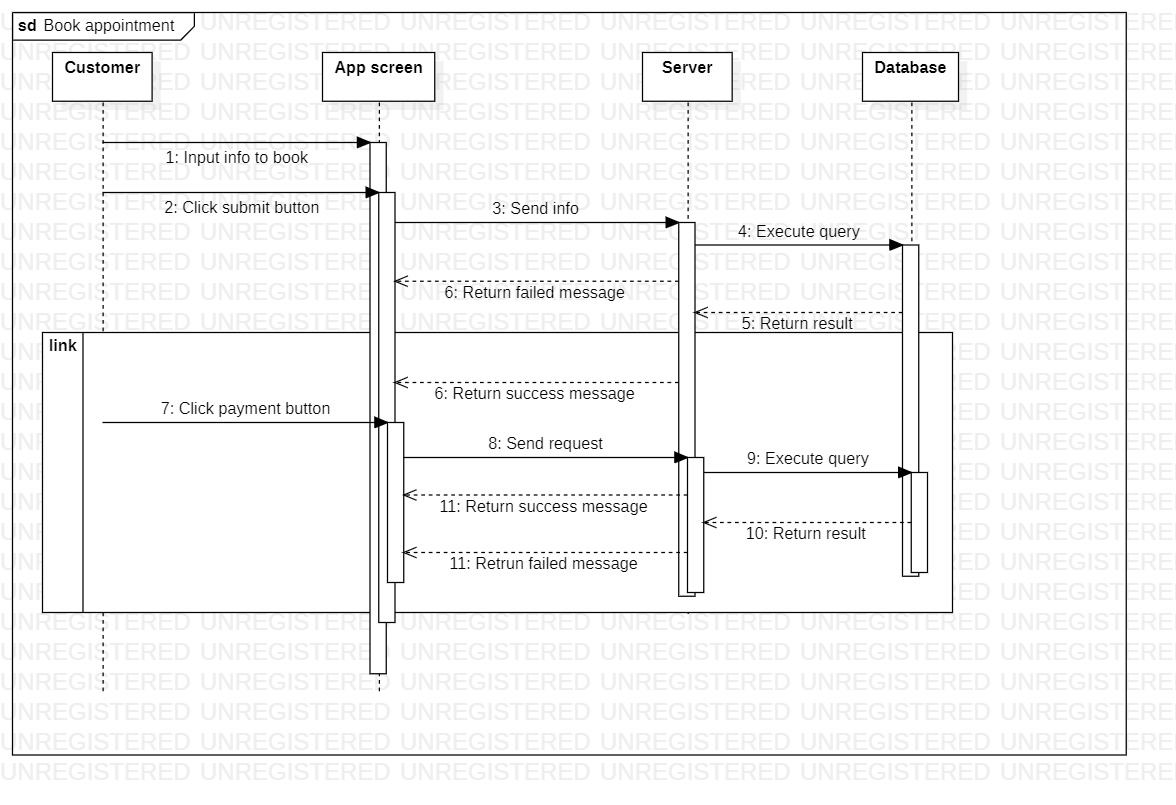 sd Book appointment
Customer
App screen
Server
Database
1: Input info to book
2: Click submit button
3: Send info
4: Execute query
6: Return failed message
5: Return result
link
6: Return success message
7: Click payment button
8: Send request
9: Execute query
11: Return success message
10: Return result
11: Retrun failed message
UNREGISTERED